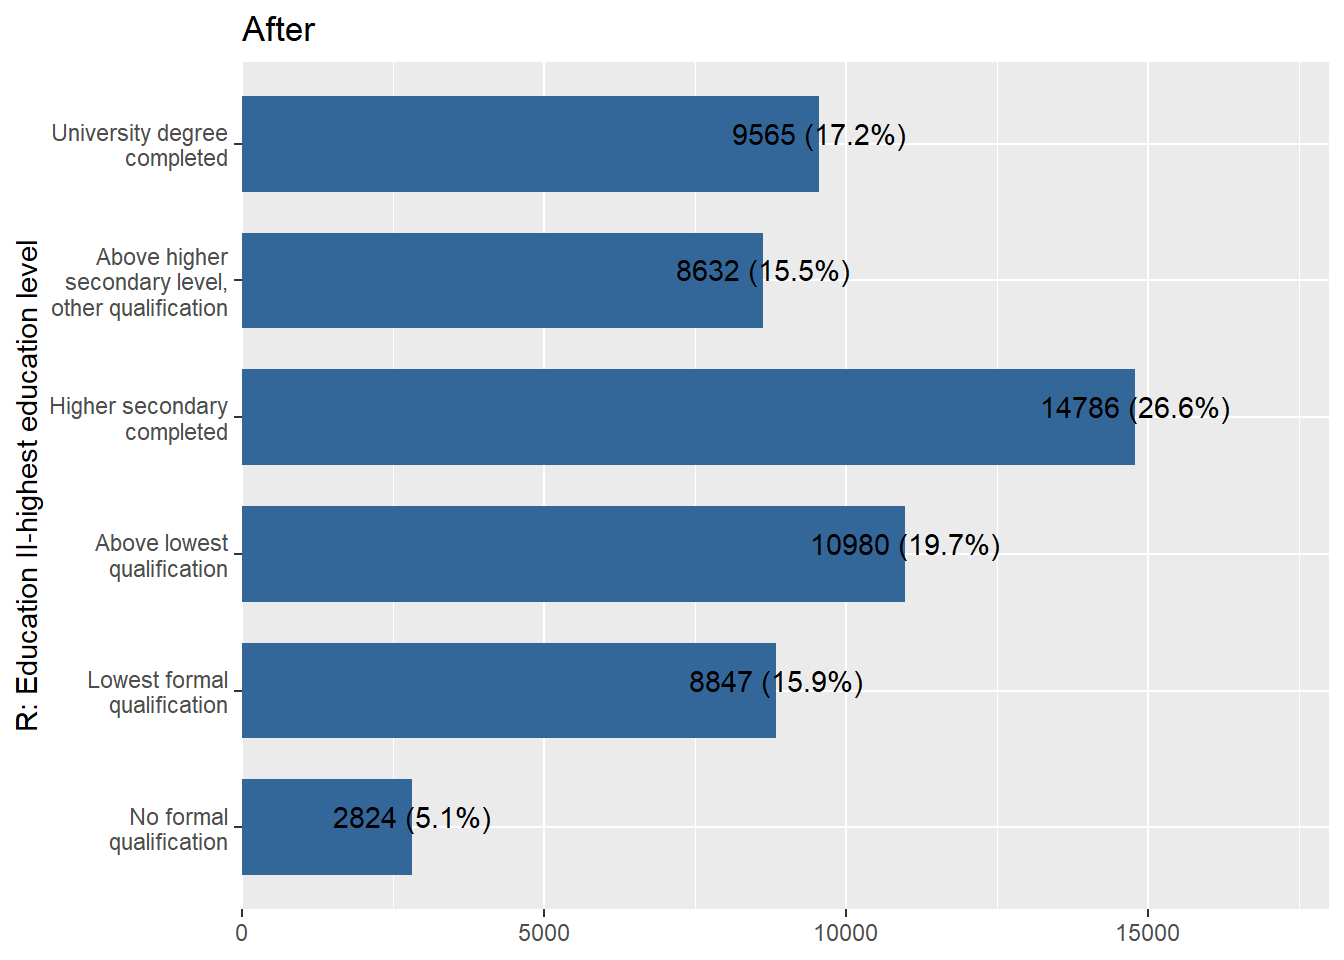 After
R: Education II-highest education level
University degree
completed
9565 (17.2%)
Above higher
secondary level,
other qualification
8632 (15.5%)
Higher secondary
completed
14786 (26.6%)
Above lowest
qualification
10980 (19.7%)
Lowest formal
qualification
8847 (15.9%)
No formal
qualification
2824 (5.1%)
0 5000 10000 15000